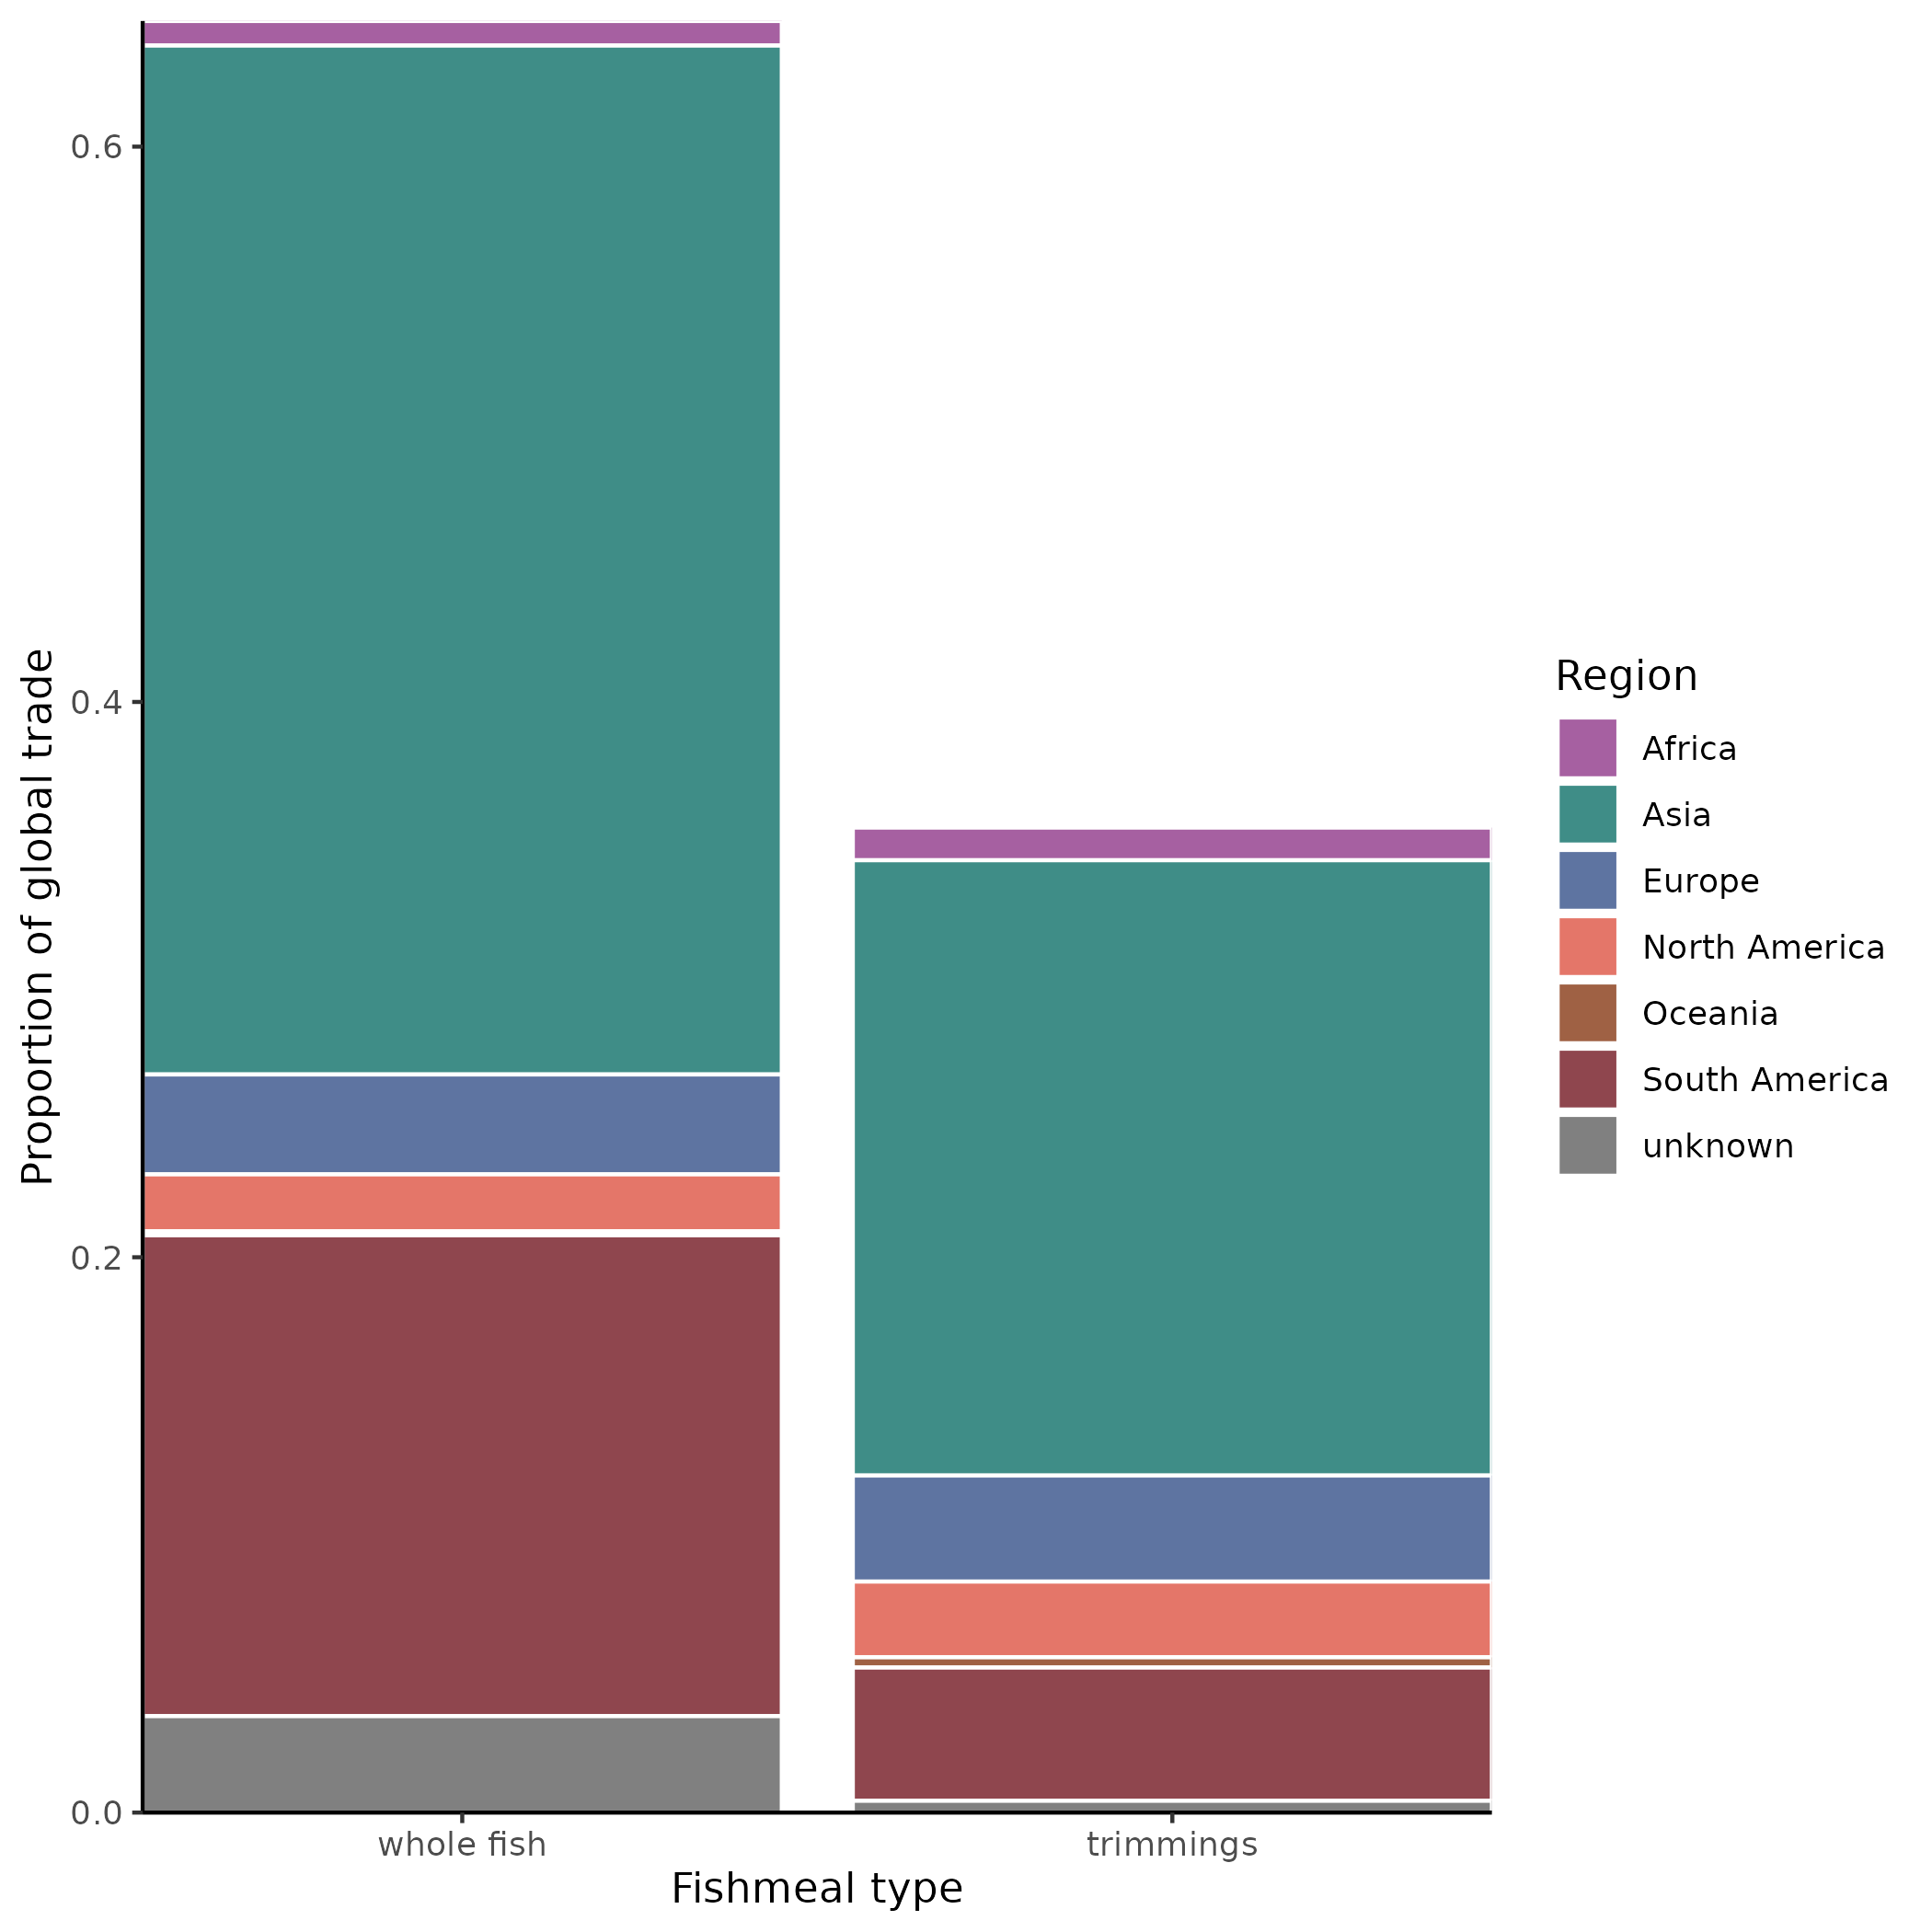 0.6
0.4
0.2
0.0
Proportion of global trade
whole fish
trimmings
Fishmeal type
Region
Africa
Asia
Europe
North America
Oceania
South America
unknown